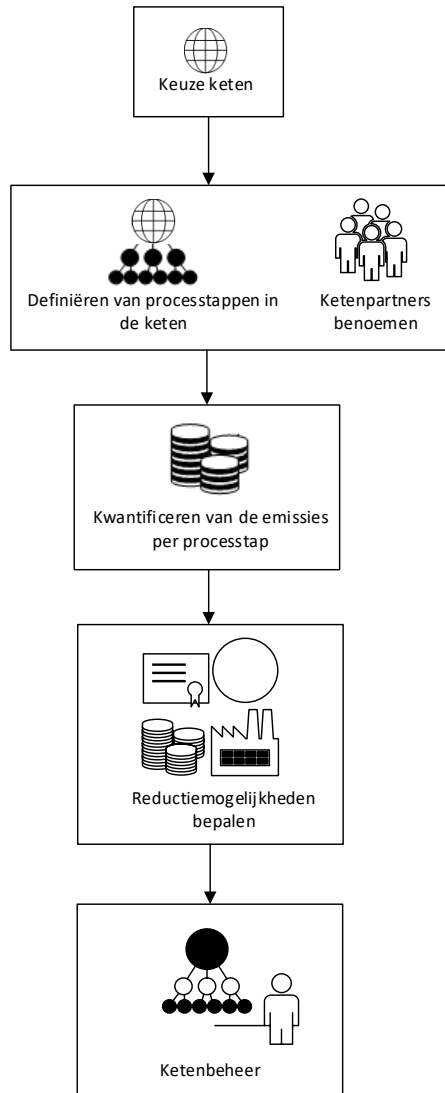 Keuze keten
Definiëren van processtappen in
de keten
Ketenpartners
benoemen
Kwantificeren van de emissies
per processtap
Reductiemogelijkheden
bepalen
Ketenbeheer